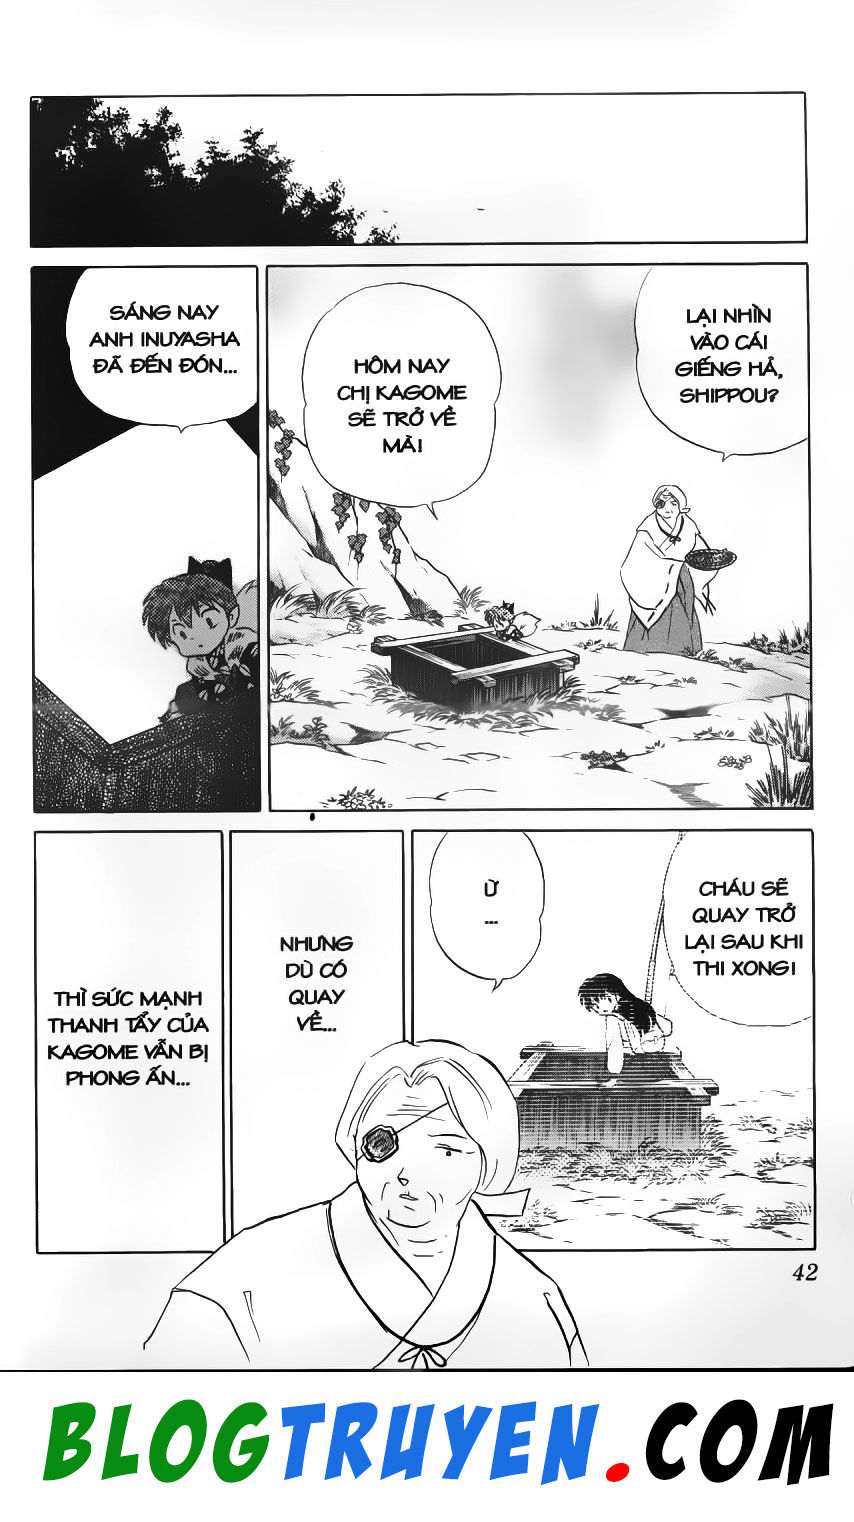 LẠI NHÌN
VÀO CÁI
GIẾNG HẢ,
SHIPPOU?
HÔM NAY
CHỊ KAGOME
SẼ TRỞ VỀ
MÀ!
SÁNG NAY
ANH INUYASHA
ĐÃ ĐẾN ĐÓN...
CHÁU SẼ
QUAY TRỞ
LẠI SAU KHI
THI XONG!
Ừ
...
NHƯNG
DÙ CÓ
QUAY
VỀ...
THÌ SỨC MẠNH
THANH TẨY CỦA
KAGOME VẪN BỊ
PHONG ẤN...
42
BLOGTRUYEN.COM